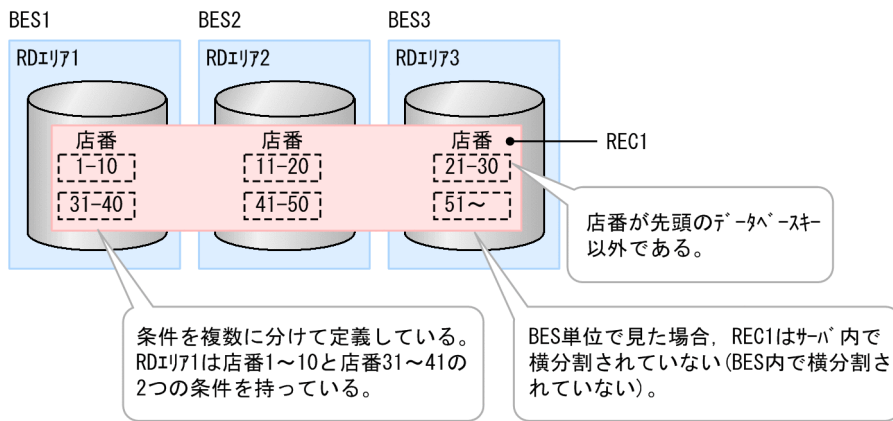 BES1
BES2
BES3
RDエリア1
RDエリア2
RDエリア3
店番
店番
店番
REC1
1-10
11-20
21-30
31-40
41-50
51~
店番が先頭のデータベースキー
以外である。
条件を複数に分けて定義している。
RDエリア1は店番1~10と店番31~41の
2つの条件を持っている。
BES単位で見た場合，REC1はサーバ内で
横分割されていない(BES内で横分割さ
れていない)。